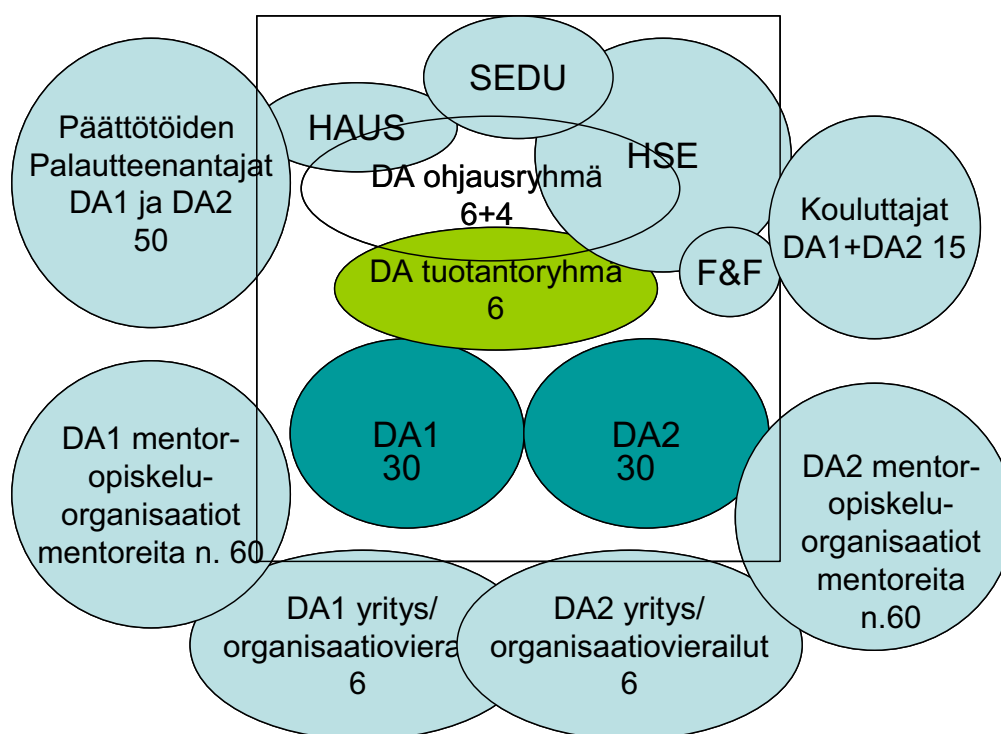 SEDU
HAUS
HSE
Päättötöiden
Palautteenantajat
DA1 ja DA2
50
DA ohjausryhmä
6+4
Kouluttajat
DA1+DA2 15
F&F
DA tuotantoryhmä
6
DA1
30
DA2
30
DA1 mentor-
opiskelu-
organisaatiot
mentoreita n. 60
DA2 mentor-
opiskelu-
organisaatiot
mentoreita
n.60
DA1 yritys/
organisaatioviera
6
DA2 yritys/
organisaatiovierailut
6